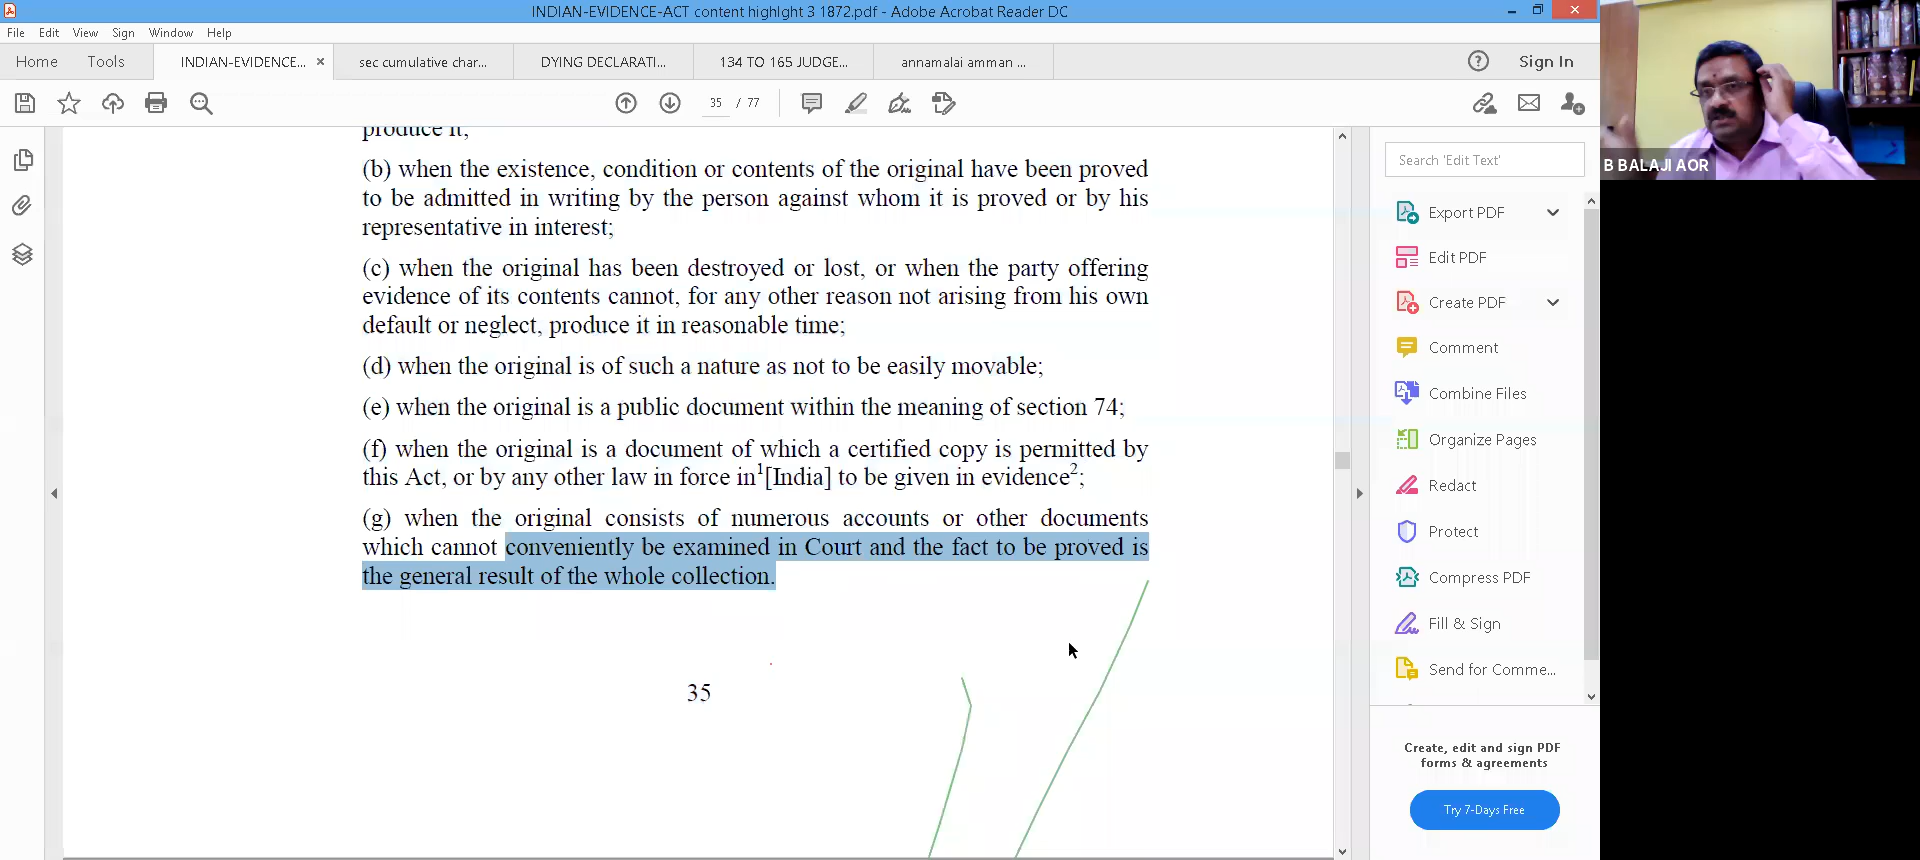 INDIAN-EVIDENCE-ACT content highlght 3 1872.pdf - Adobe Acrobat Reader DC
File Edit View Sign Window Help
Home Tools INDIAN-EVIDENCE... × sec cumulative char... DYING DECLARATI... 134 TO 165 JUDGE... annamalai amman ... Sign In
35 / 77
produce it;
(b) when the existence, condition or contents of the original have been proved
to be admitted in writing by the person against whom it is proved or by his
representative in interest;
(c) when the original has been destroyed or lost, or when the party offering
evidence of its contents cannot, for any other reason not arising from his own
default or neglect, produce it in reasonable time;
(d) when the original is of such a nature as not to be easily movable;
(e) when the original is a public document within the meaning of section 74;
(f) when the original is a document of which a certified copy is permitted by
this Act, or by any other law in force in1[India] to be given in evidence2;
(g) when the original consists of numerous accounts or other documents
which cannot conveniently be examined in Court and the fact to be proved is
the general result of the whole collection.
35
Search 'Edit Text'
Export PDF
Edit PDF
Create PDF
Comment
Combine Files
Organize Pages
Redact
Protect
Compress PDF
Fill & Sign
Send for Comme...
Create, edit and sign PDF
forms & agreements
Try 7-Days Free
B BALAJI AOR